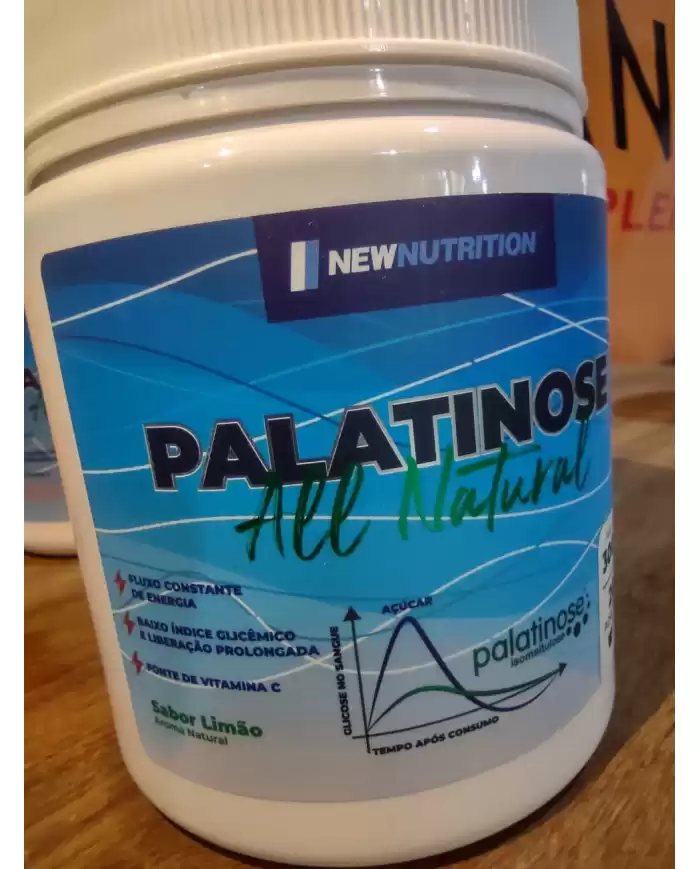 NEWNUTRITION
PALATINOSE
All Natural
FLUXO CONSTANTE
DE ENERGIA
BAIXO ÍNDICE GLICÊMICO
E LIBERAÇÃO PROLONGADA
FONTE DE VITAMINA C
Sabor Limão
Aroma Natural
AÇÚCAR
GLICOSE NO SANGUE
TEMPO APÓS CONSUMO
palatinose
isomaltulose